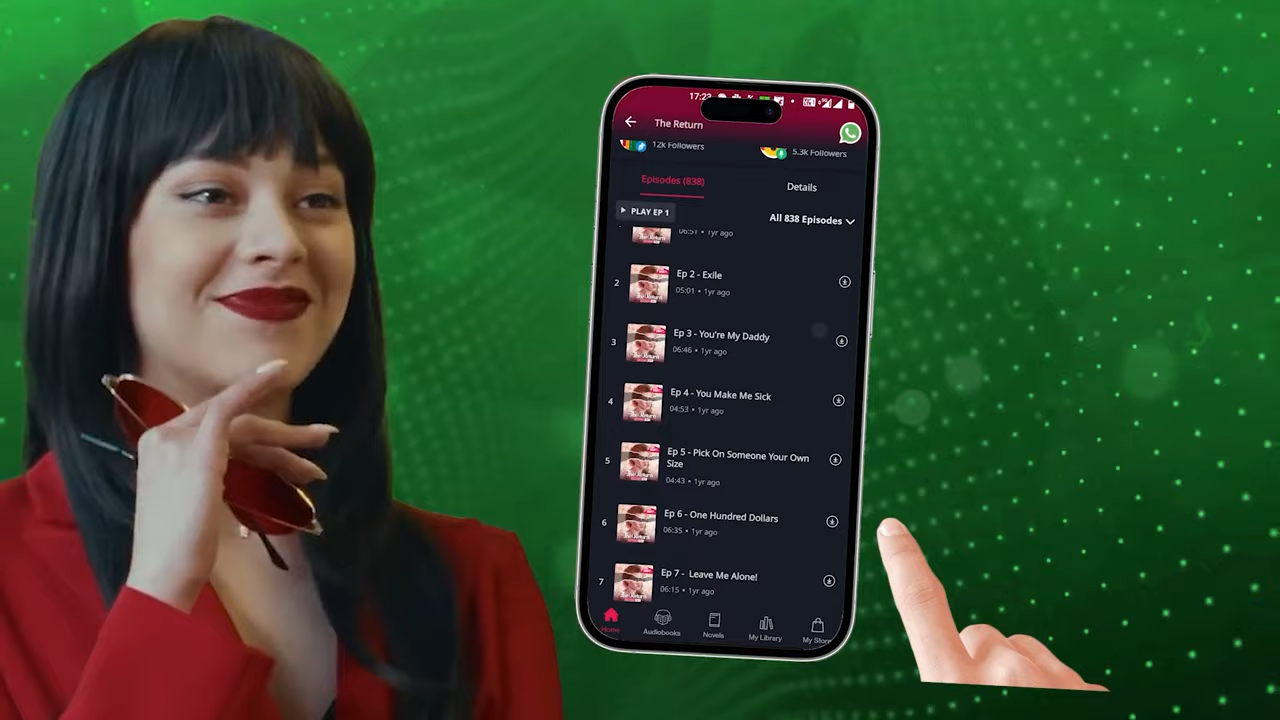 17:23
The Return
12k Followers
5.3k Followers
Episodes (838)
Details
PLAY EP 1
All 838 Episodes
06:51 • 1yr ago
2
Ep 2 - Exile
05:01 • 1yr ago
3
Ep 3 - You're My Daddy
06:46 • 1yr ago
4
Ep 4 - You Make Me Sick
04:53 • 1yr ago
5
Ep 5 - Pick On Someone Your Own
Size
04:43 • 1yr ago
6
Ep 6 - One Hundred Dollars
06:35 • 1yr ago
7
Ep 7 - Leave Me Alone!
06:15 • 1yr ago
Home
Audiobooks
Novels
My Library
My Store